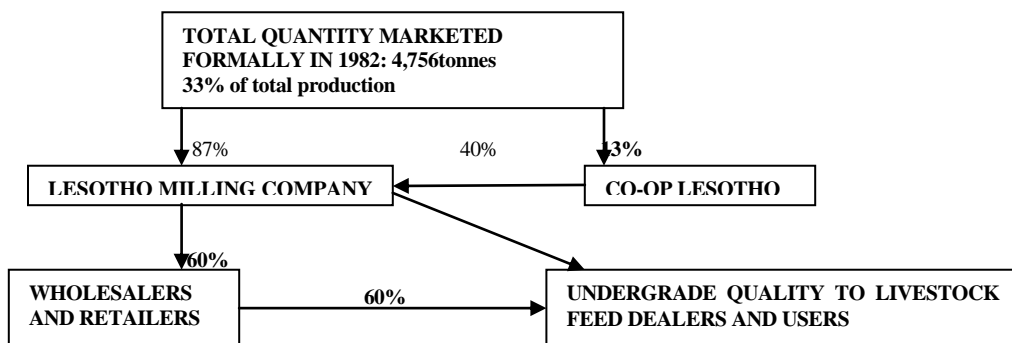 TOTAL QUANTITY MARKETED
FORMALLY IN 1982: 4,756tonnes
33% of total production
87%
40%
13%
LESOTHO MILLING COMPANY
CO-OP LESOTHO
60%
WHOLESALERS
AND RETAILERS
60%
UNDERGRADE QUALITY TO LIVESTOCK
FEED DEALERS AND USERS